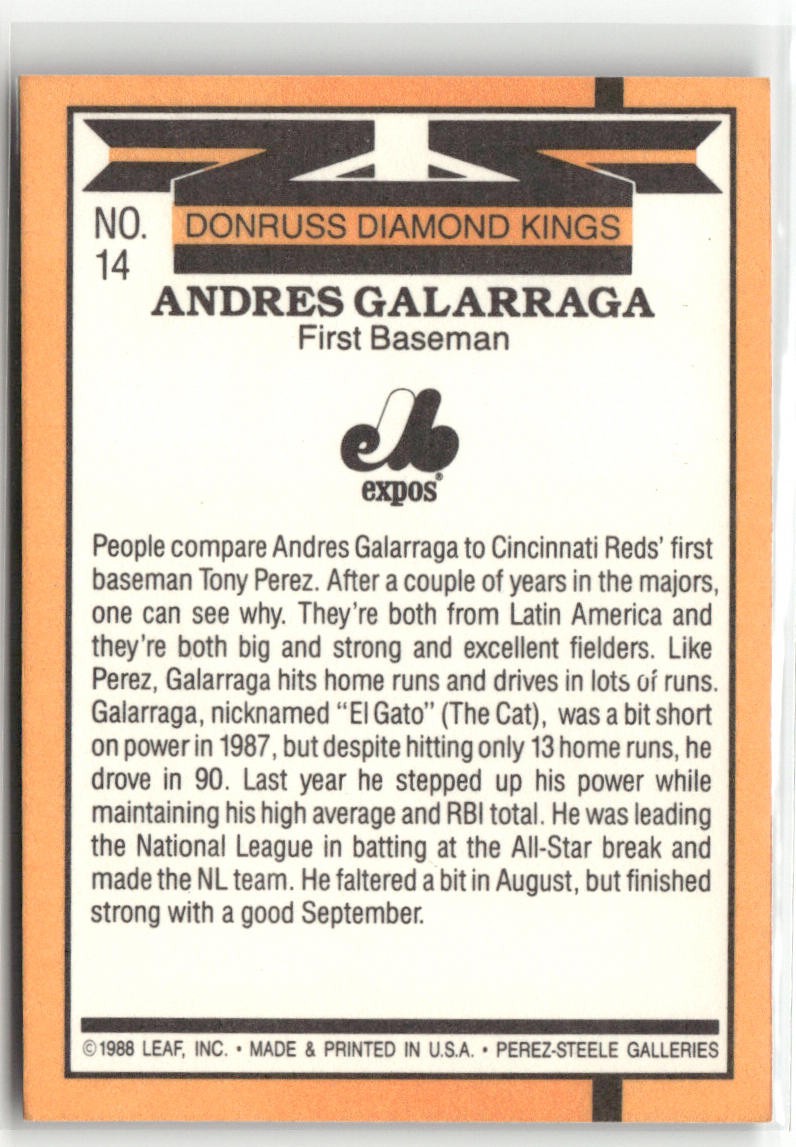 NO.
14
DONRUSS DIAMOND KINGS
ANDRES GALARRAGA
First Baseman
eb
expos®
People compare Andres Galarraga to Cincinnati Reds' first
baseman Tony Perez. After a couple of years in the majors,
one can see why. They're both from Latin America and
they're both big and strong and excellent fielders. Like
Perez, Galarraga hits home runs and drives in lots of runs.
Galarraga, nicknamed "El Gato" (The Cat), was a bit short
on power in 1987, but despite hitting only 13 home runs, he
drove in 90. Last year he stepped up his power while
maintaining his high average and RBI total. He was leading
the National League in batting at the All-Star break and
made the NL team. He faltered a bit in August, but finished
strong with a good September.
©1988 LEAF, INC. • MADE & PRINTED IN U.S.A. • PEREZ-STEELE GALLERIES